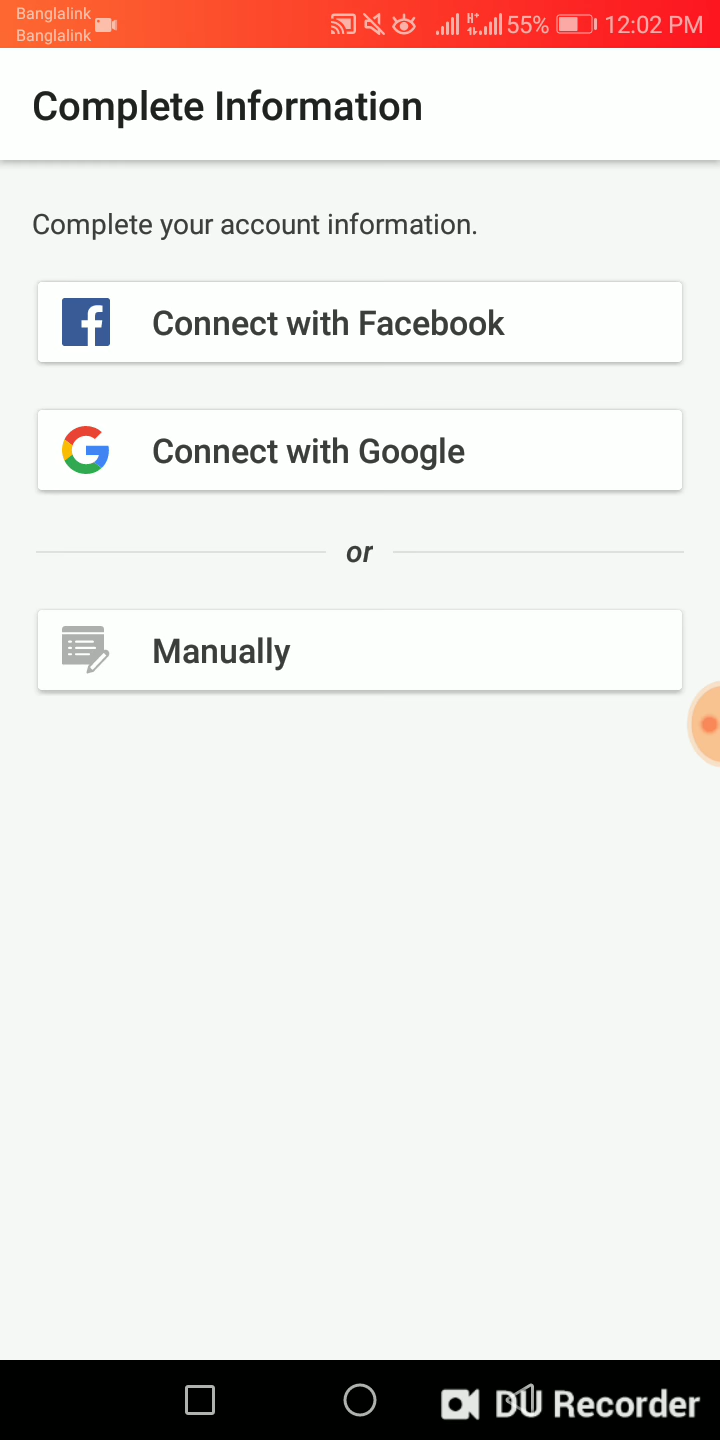 Banglalink
Banglalink
55% 12:02 PM
Complete Information
Complete your account information.
Connect with Facebook
Connect with Google
or
Manually
DU Recorder